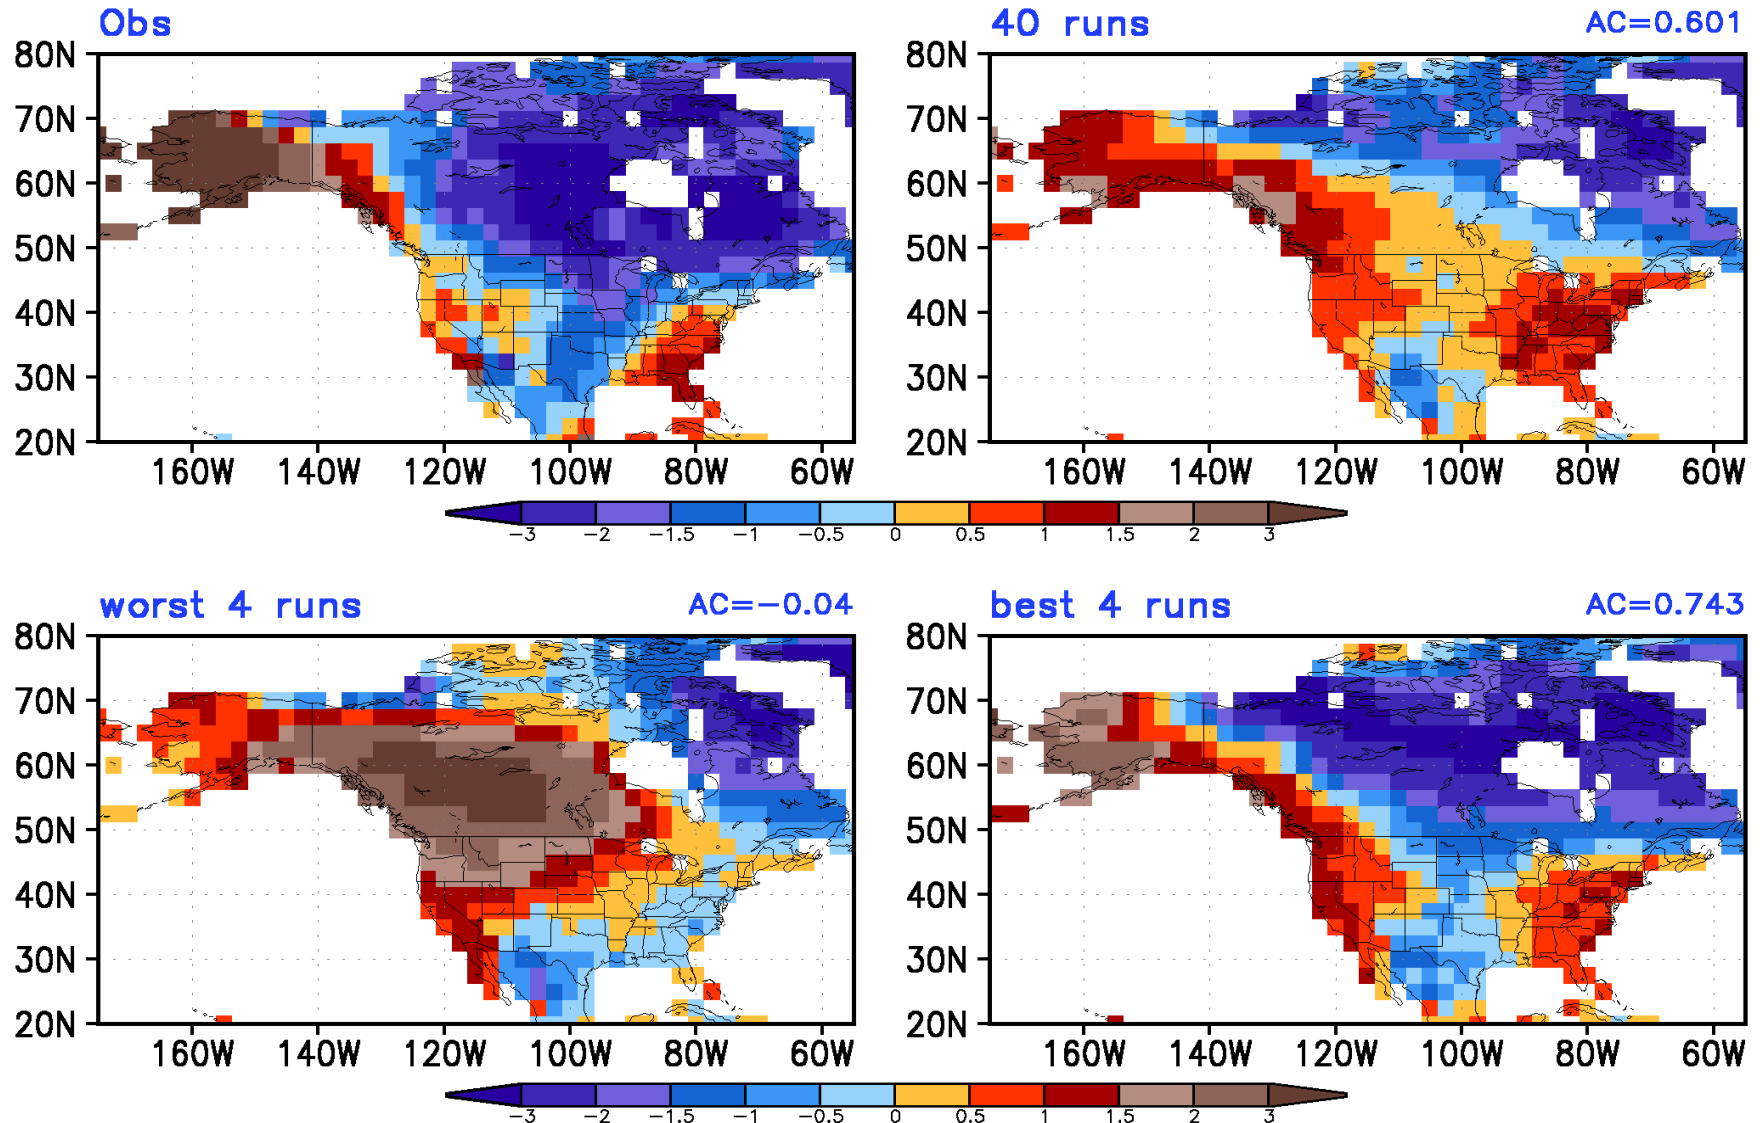 Obs
40 runs AC=0.601
80N 80N
70N 70N
60N 60N
50N 50N
40N 40N
30N 30N
20N 20N
160W 140W 120W 100W 80W 60W 160W 140W 120W 100W 80W 60W
-3 -2 -1.5 -1 -0.5 0 0.5 1 1.5 2 3
worst 4 runs AC=-0.04
best 4 runs AC=0.743
80N 80N
70N 70N
60N 60N
50N 50N
40N 40N
30N 30N
20N 20N
160W 140W 120W 100W 80W 60W 160W 140W 120W 100W 80W 60W
-3 -2 -1.5 -1 -0.5 0 0.5 1 1.5 2 3